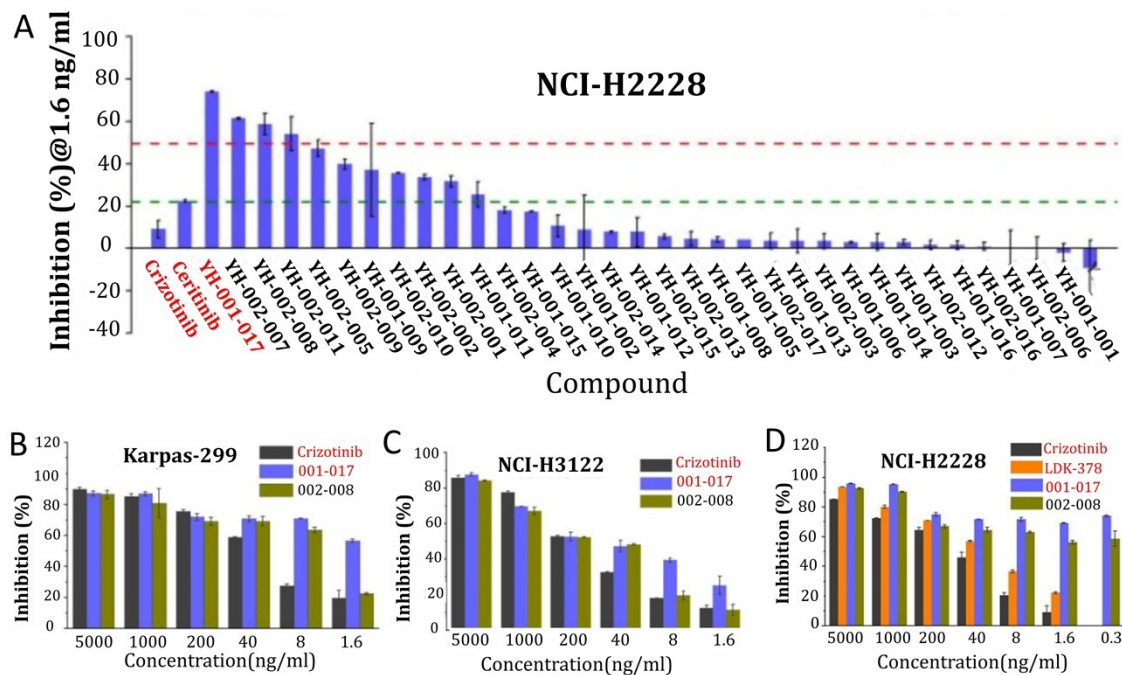 A
Inhibition (%)@1.6 ng/ml
100
80
60
40
20
0
-20
-40
NCI-H2228
Crizotinib
Ceritinib
YH-001-017
YH-002-007
YH-002-008
YH-002-011
YH-002-005
YH-002-009
YH-001-009
YH-002-010
YH-002-002
YH-002-001
YH-001-011
YH-002-004
YH-001-015
YH-001-010
YH-001-002
YH-002-014
YH-001-012
YH-002-015
YH-002-013
YH-001-008
YH-001-005
YH-002-017
YH-001-013
YH-002-003
YH-001-006
YH-001-014
YH-001-003
YH-002-012
YH-001-016
YH-002-016
YH-001-007
YH-002-006
YH-001-001
Compound
B
Inhibition (%)
120
100
80
60
40
20
0
Karpas-299
Crizotinib
001-017
002-008
5000 1000 200 40 8 1.6
Concentration(ng/ml)
C
Inhibition (%)
100
80
60
40
20
0
NCI-H3122
Crizotinib
001-017
002-008
5000 1000 200 40 8 1.6
Concentration(ng/ml)
D
Inhibition (%)
120
100
80
60
40
20
0
NCI-H2228
Crizotinib
LDK-378
001-017
002-008
5000 1000 200 40 8 1.6 0.3
Concentration(ng/ml)